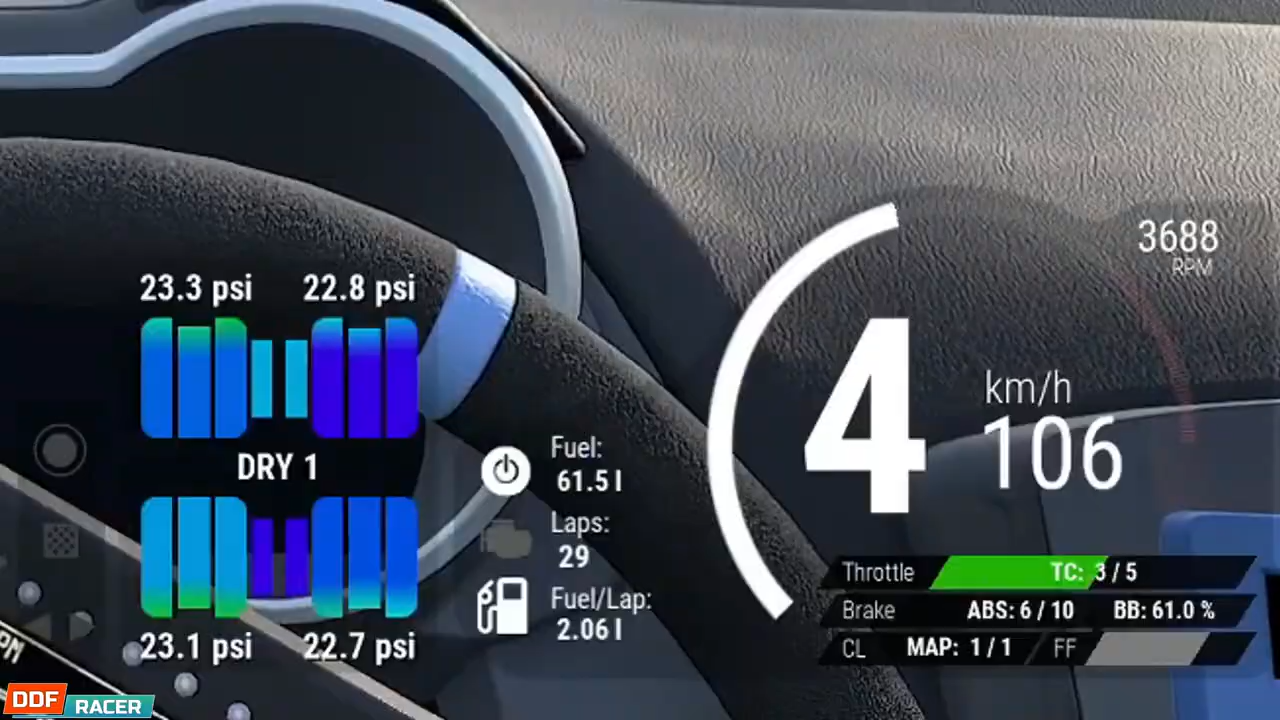 3688
RPM
23.3 psi 22.8 psi
4
km/h
106
DRY 1
Fuel:
61.5 l
Laps:
29
Fuel/Lap:
2.06 l
23.1 psi 22.7 psi
Throttle TC: 3 / 5
Brake ABS: 6 / 10 BB: 61.0 %
CL MAP: 1 / 1 FF
PM
DDF RACER